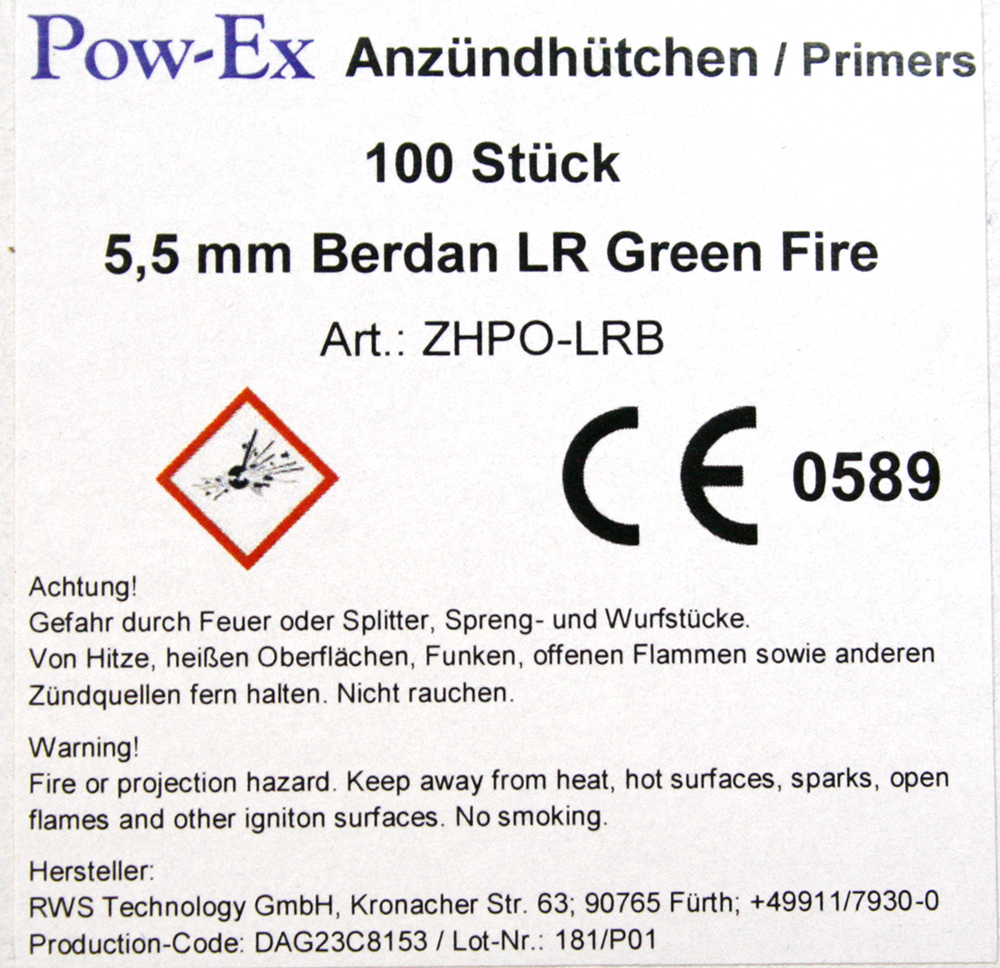 Pow-Ex Anzündhütchen / Primers
100 Stück
5,5 mm Berdan LR Green Fire
Art.: ZHPO-LRB
CE 0589
Achtung!
Gefahr durch Feuer oder Splitter, Spreng- und Wurfstücke.
Von Hitze, heißen Oberflächen, Funken, offenen Flammen sowie anderen
Zündquellen fern halten. Nicht rauchen.
Warning!
Fire or projection hazard. Keep away from heat, hot surfaces, sparks, open
flames and other igniton surfaces. No smoking.
Hersteller:
RWS Technology GmbH, Kronacher Str. 63; 90765 Fürth; +49911/7930-0
Production-Code: DAG23C8153 / Lot-Nr.: 181/P01